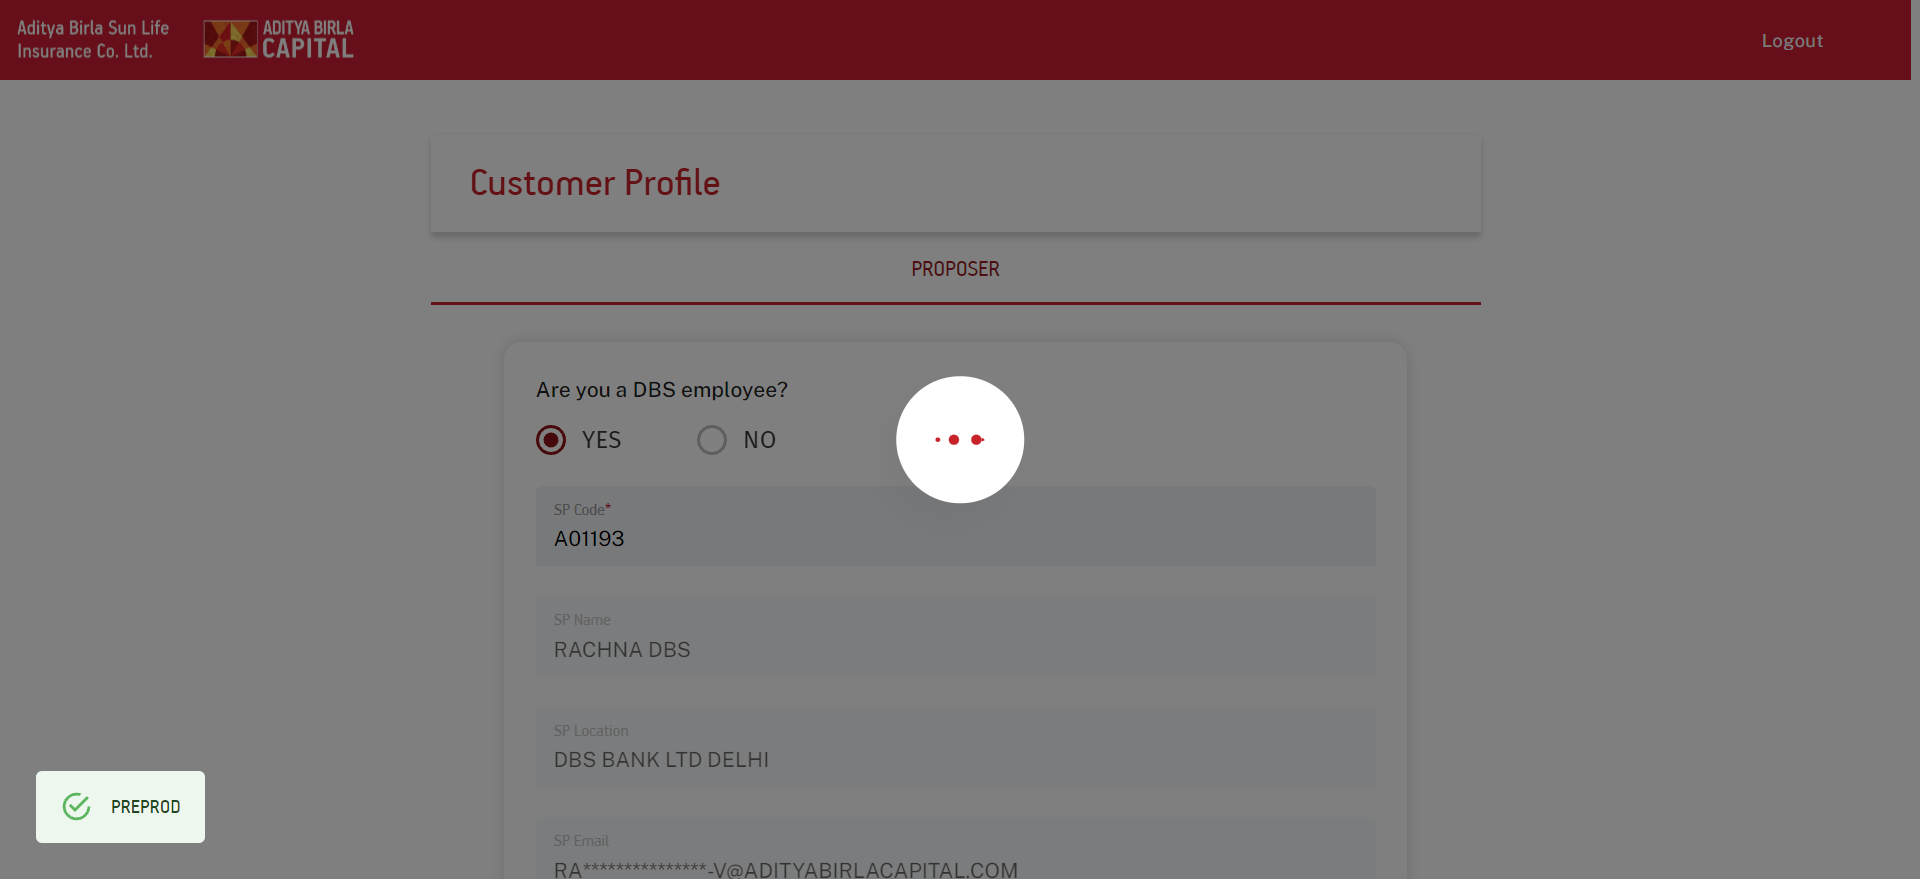 Aditya Birla Sun Life
Insurance Co. Ltd.
ADITYA BIRLA
CAPITAL
Logout
Customer Profile
PROPOSER
Are you a DBS employee?
YES
NO
SP Code*
A01193
SP Name
RACHNA DBS
SP Location
DBS BANK LTD DELHI
SP Email
RA***************-V@ADITYABIRLACAPITAL.COM
PREPROD